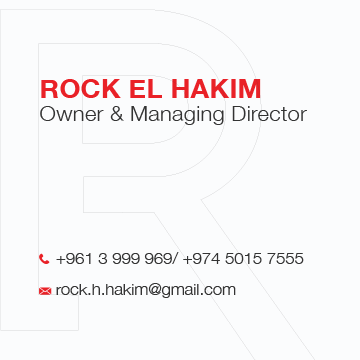 ROCK EL HAKIM
Owner & Managing Director
+961 3 999 969/ +974 5015 7555
rock.h.hakim@gmail.com